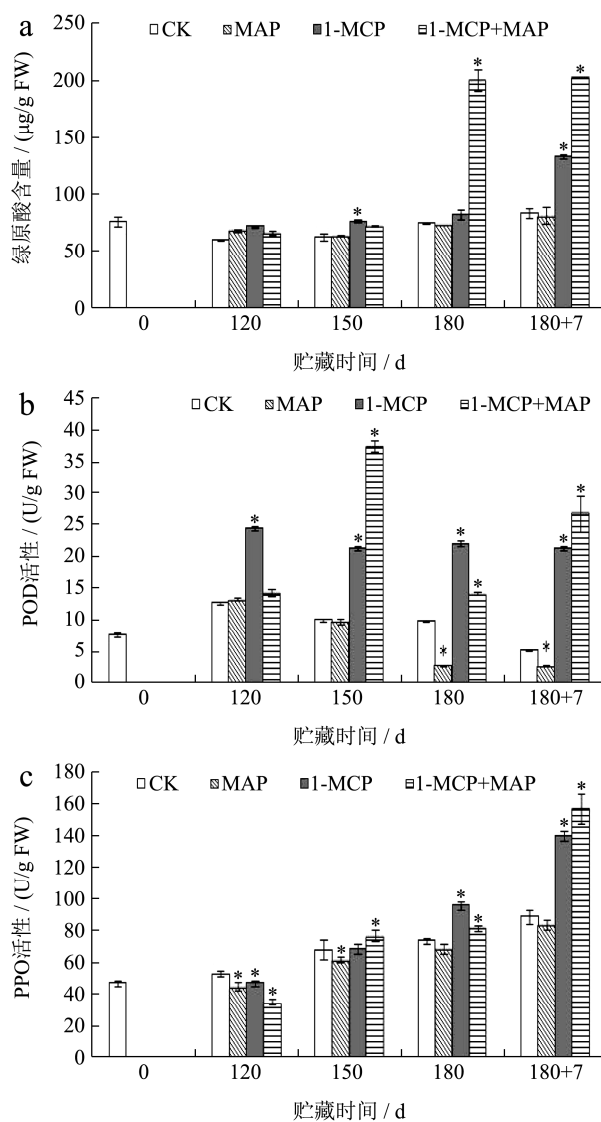 a
CK MAP 1-MCP 1-MCP+MAP
绿原酸含量 / (μg/g FW)
250
200
150
100
50
0
* * * *
0 120 150 180 180+7
贮藏时间 / d
b
CK MAP 1-MCP 1-MCP+MAP
POD活性 / (U/g FW)
45
40
35
30
25
20
15
10
5
0
* * * * * * * * *
0 120 150 180 180+7
贮藏时间 / d
c
CK MAP 1-MCP 1-MCP+MAP
PPO活性 / (U/g FW)
180
160
140
120
100
80
60
40
20
0
* * * * * * * * *
0 120 150 180 180+7
贮藏时间 / d